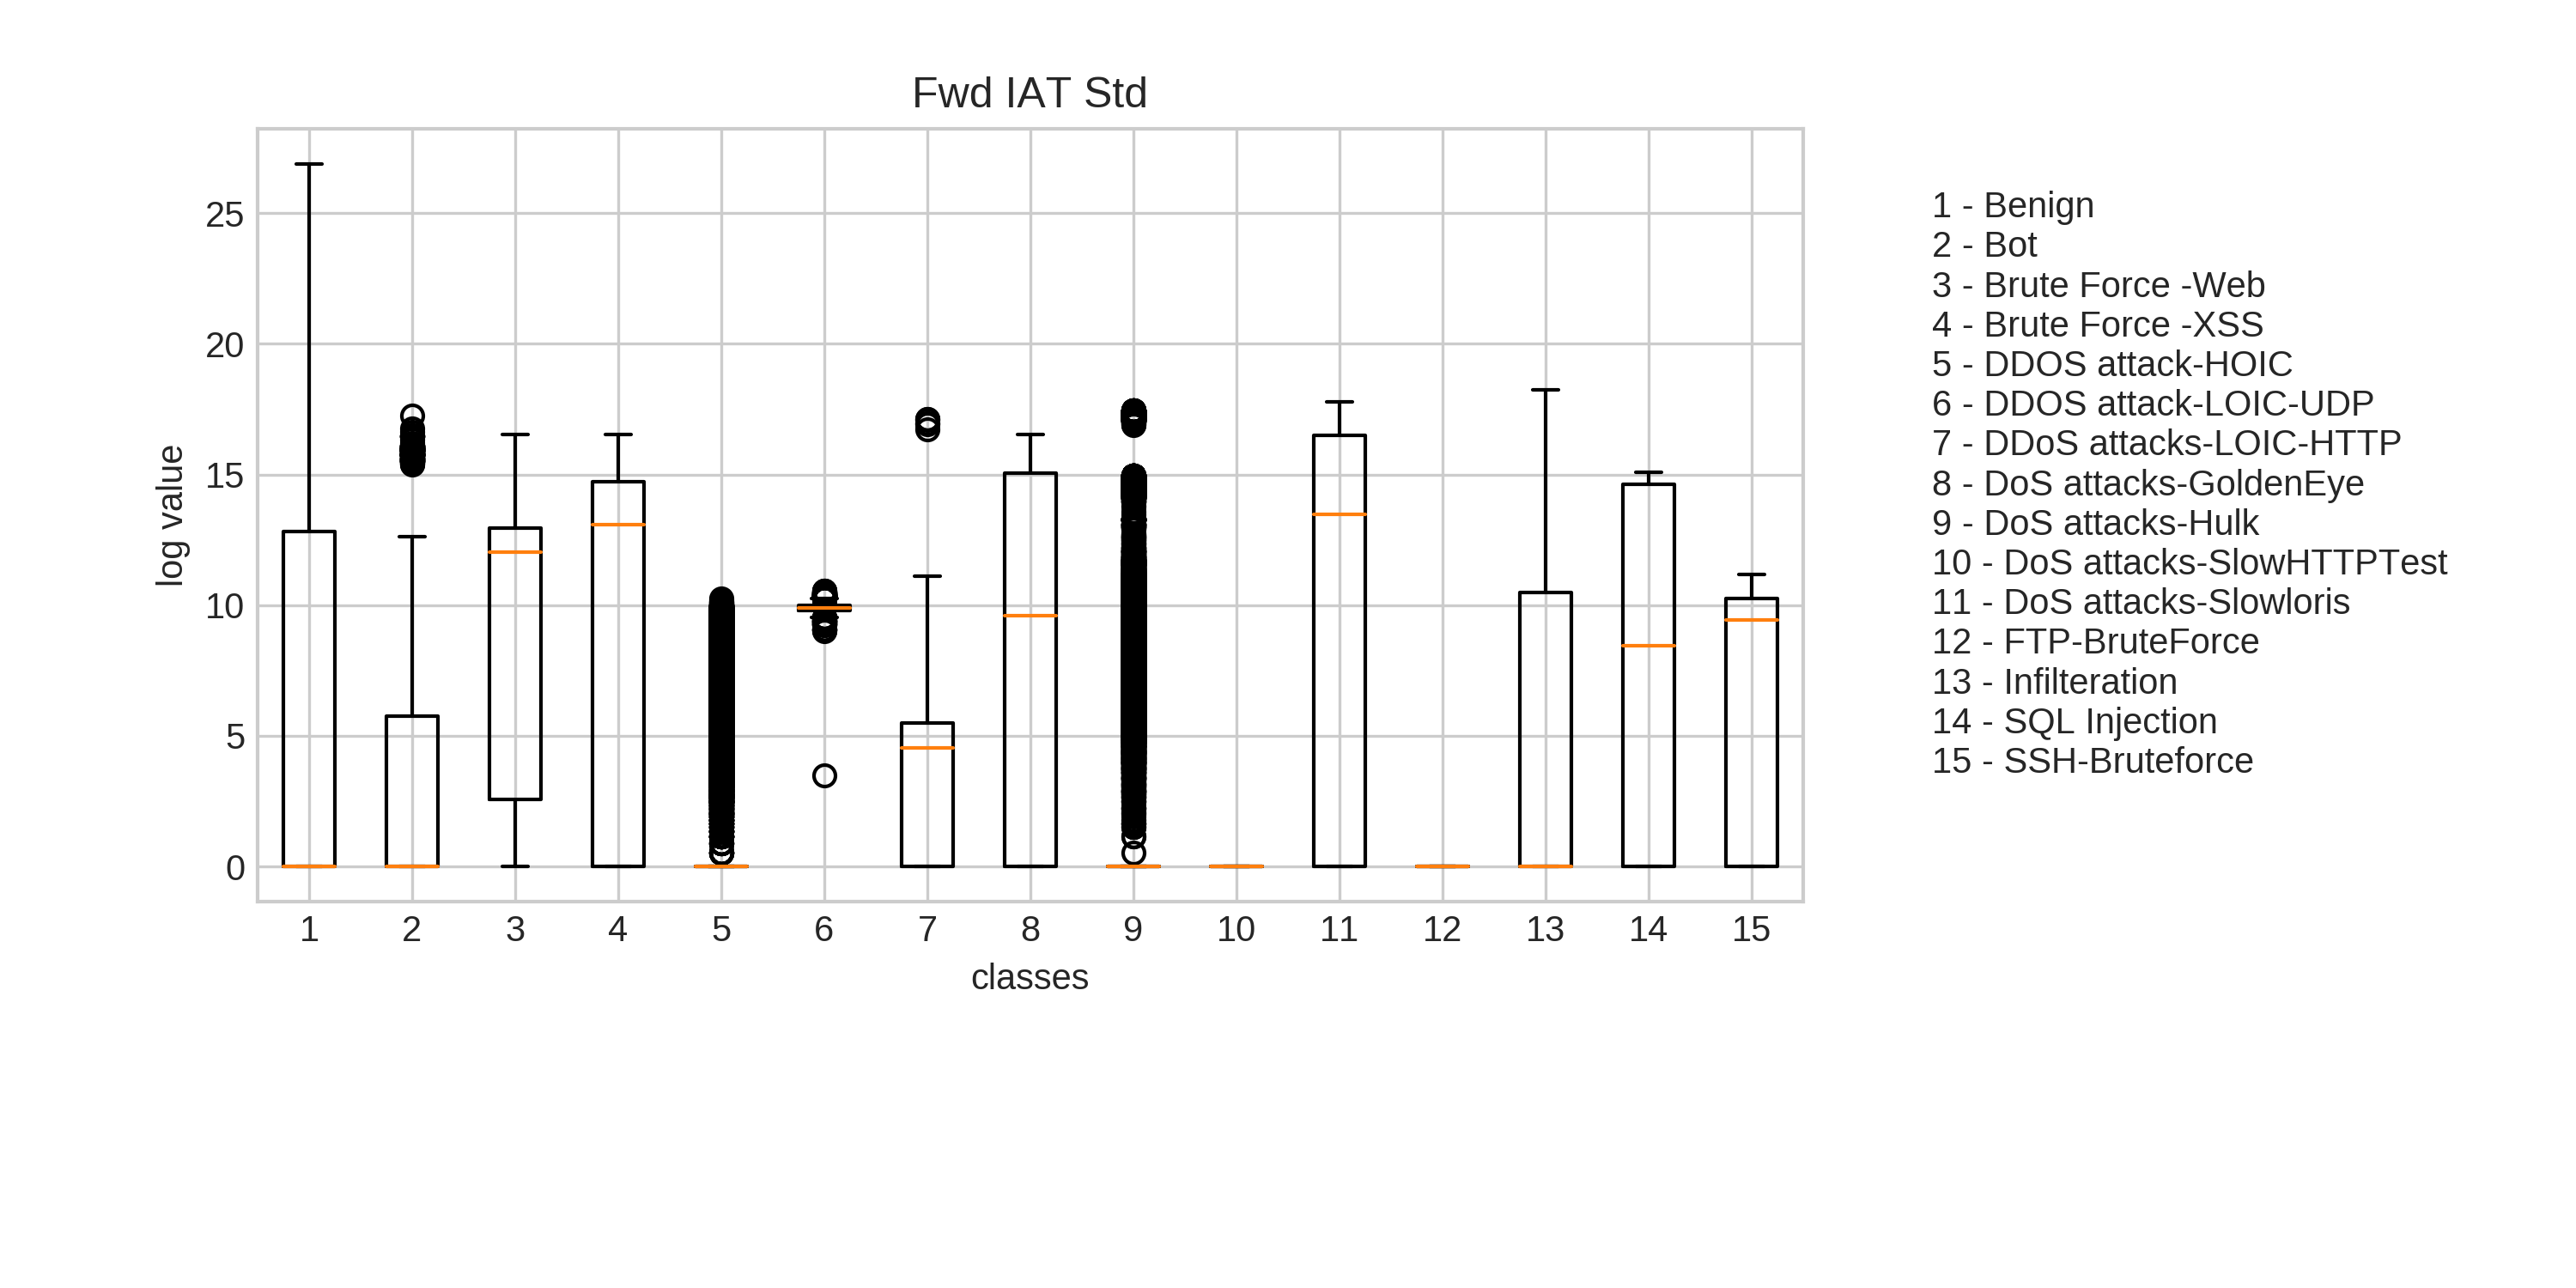 Fwd IAT Std
log value
25
20
15
10
5
0
1 2 3 4 5 6 7 8 9 10 11 12 13 14 15
classes
1 - Benign
2 - Bot
3 - Brute Force -Web
4 - Brute Force -XSS
5 - DDOS attack-HOIC
6 - DDOS attack-LOIC-UDP
7 - DDoS attacks-LOIC-HTTP
8 - DoS attacks-GoldenEye
9 - DoS attacks-Hulk
10 - DoS attacks-SlowHTTPTest
11 - DoS attacks-Slowloris
12 - FTP-BruteForce
13 - Infilteration
14 - SQL Injection
15 - SSH-Bruteforce